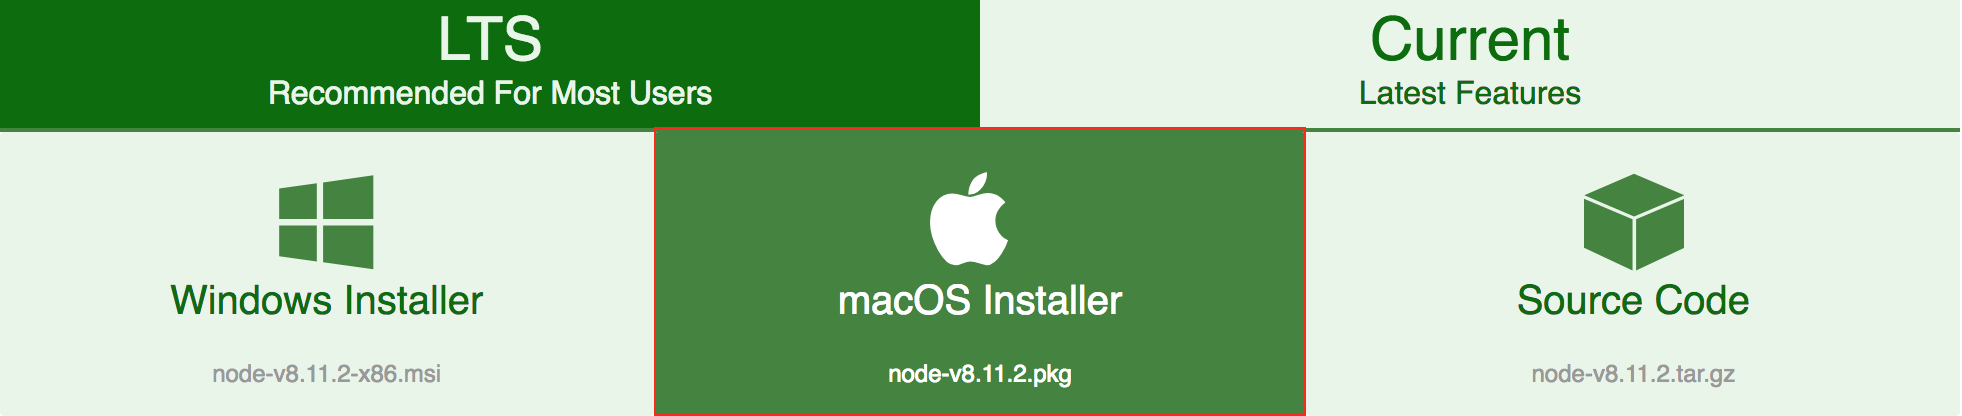 LTS
Recommended For Most Users
Current
Latest Features
Windows Installer
node-v8.11.2-x86.msi
macOS Installer
node-v8.11.2.pkg
Source Code
node-v8.11.2.tar.gz